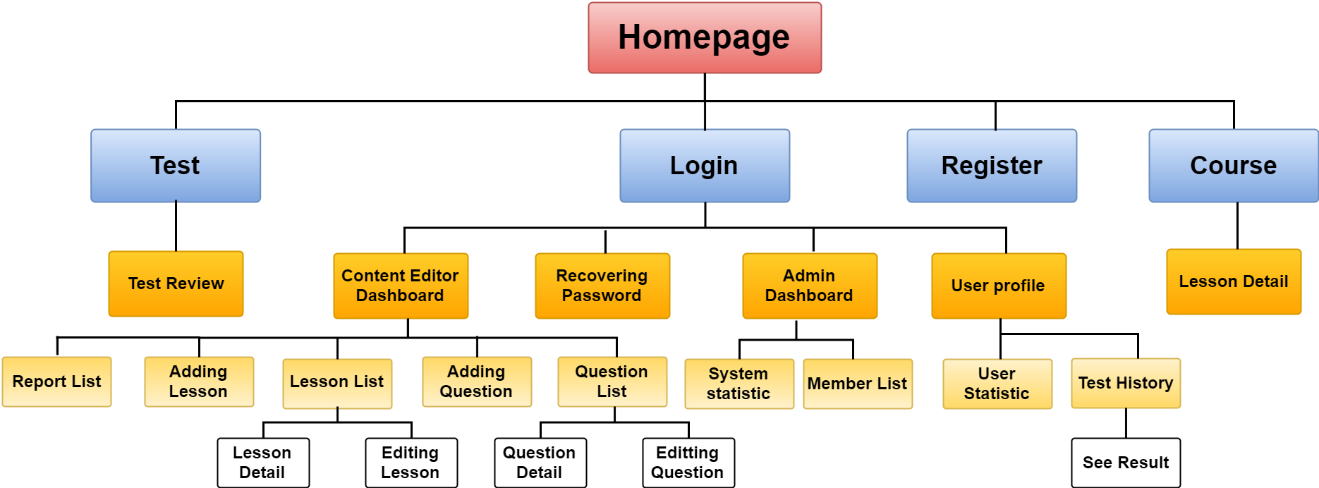 Homepage
Test
Login
Register
Course
Test Review
Content Editor
Dashboard
Recovering
Password
Admin
Dashboard
User profile
Lesson Detail
Report List
Adding
Lesson
Lesson List
Adding
Question
Question
List
System
statistic
Member List
User
Statistic
Test History
Lesson
Detail
Editing
Lesson
Question
Detail
Editting
Question
See Result